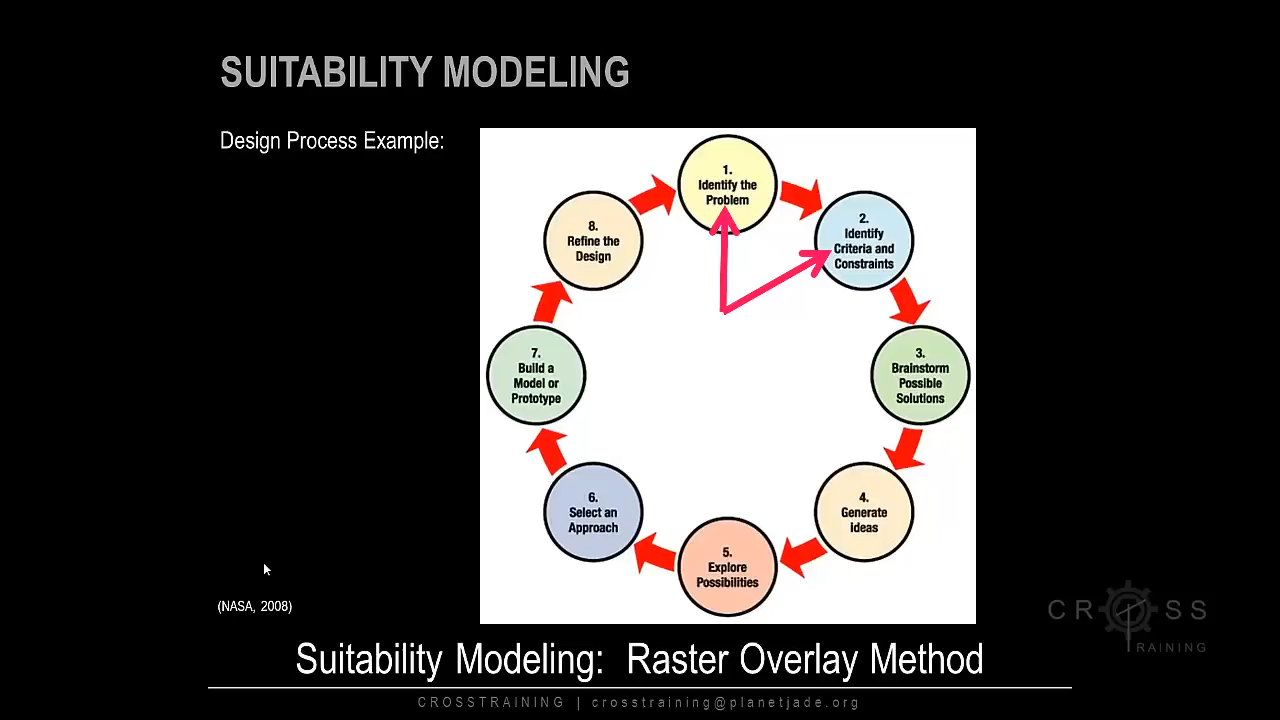 SUITABILITY MODELING
Design Process Example:
1.
Identify the
Problem
2.
Identify
Criteria and
Constraints
3.
Brainstorm
Possible
Solutions
4.
Generate
ideas
5.
Explore
Possibilities
6.
Select an
Approach
7.
Build a
Model or
Prototype
8.
Refine the
Design
(NASA, 2008)
CROSS
TRAINING
Suitability Modeling: Raster Overlay Method
CROSSTRAINING | crosstraining@planetjade.org